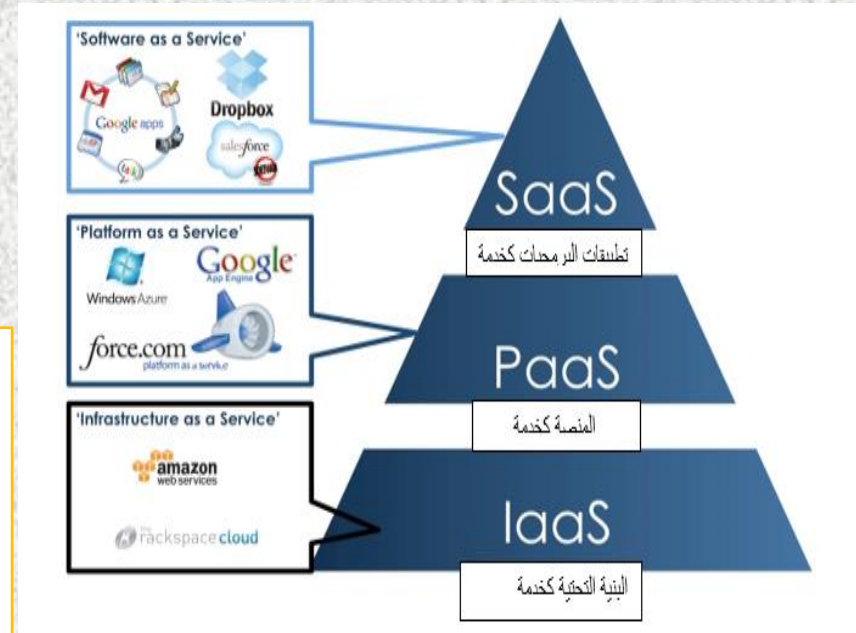 'Software as a Service'
Google apps
Dropbox
salesforce
SaaS
تطبيقات البرمجيات كخدمة
'Platform as a Service'
Windows Azure
Google
App Engine
force.com
platform as a service
PaaS
المنصة كخدمة
'Infrastructure as a Service'
amazon
web services
the
rackspace cloud
IaaS
البنية التحتية كخدمة